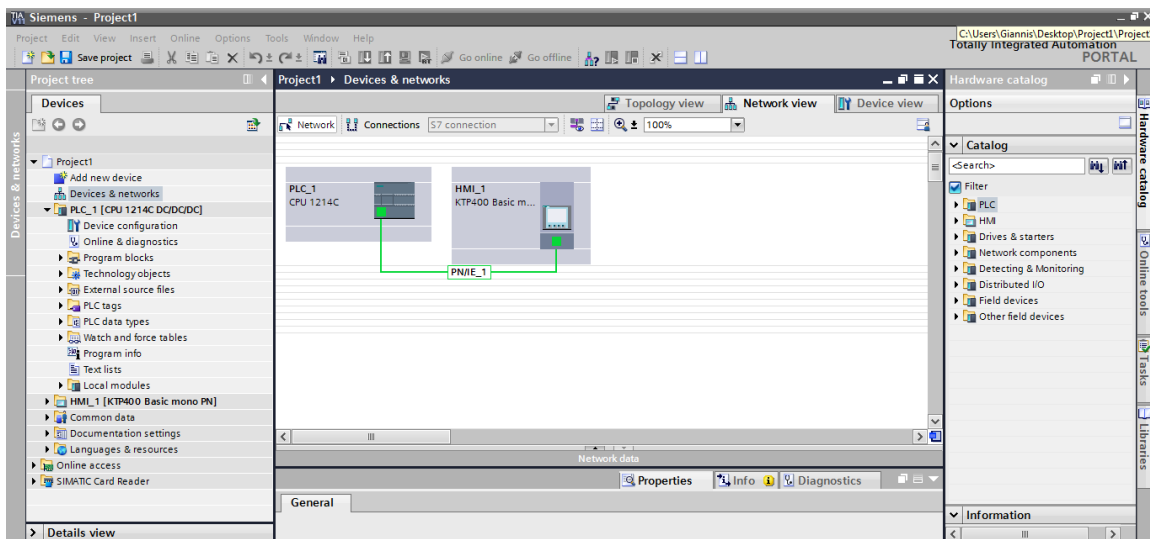 Siemens - Project1
C:\Users\Giannis\Desktop\Project1\Project
Project Edit View Insert Online Options Tools Window Help
Totally Integrated Automation
PORTAL
Save project Go online Go offline
Project tree
Devices
Devices & networks
Project1
Add new device
Devices & networks
PLC_1 [CPU 1214C DC/DC/DC]
Device configuration
Online & diagnostics
Program blocks
Technology objects
External source files
PLC tags
PLC data types
Watch and force tables
Program info
Text lists
Local modules
HMI_1 [KTP400 Basic mono PN]
Common data
Documentation settings
Languages & resources
Online access
SIMATIC Card Reader
Details view
Project1 Devices & networks
Topology view Network view Device view
Network Connections S7 connection 100%
PLC_1
CPU 1214C
HMI_1
KTP400 Basic m...
PN/IE_1
Network data
Properties Info Diagnostics
General
Hardware catalog
Options
Catalog
<Search>
Filter
PLC
HMI
Drives & starters
Network components
Detecting & Monitoring
Distributed I/O
Field devices
Other field devices
Information
Hardware catalog
Online tools
Tasks
Libraries